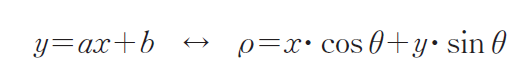 y=ax+b ↔ ρ=x· cos θ+y· sin θ